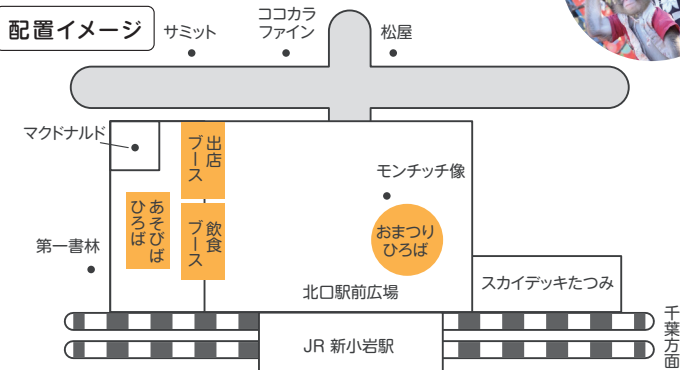 配置イメージ
サミット
ココカラ
ファイン
松屋
マクドナルド
出店
ブース
モンチッチ像
あそびば
ひろば
飲食
ブース
おまつり
ひろば
第一書林
スカイデッキたつみ
北口駅前広場
千葉方面
JR 新小岩駅